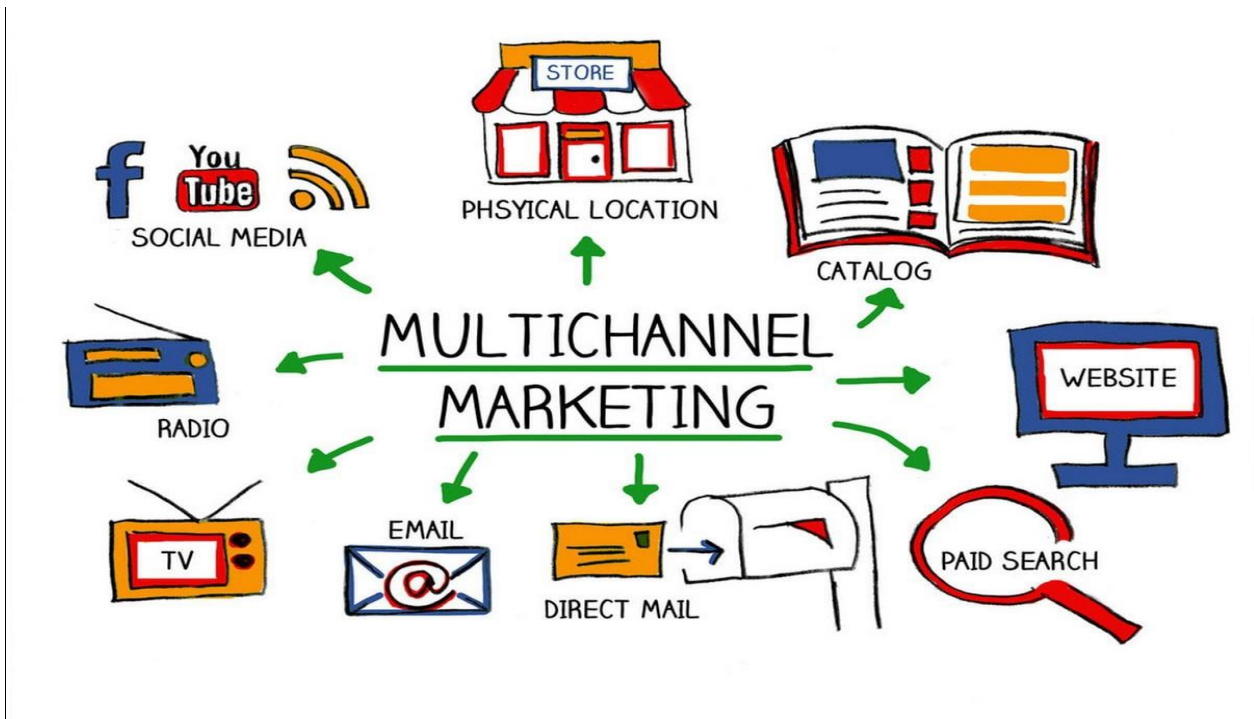 STORE
You
Tube
f
SOCIAL MEDIA
PHSYICAL LOCATION
CATALOG
MULTICHANNEL
MARKETING
RADIO
WEBSITE
TV
EMAIL
@
DIRECT MAIL
PAID SEARCH